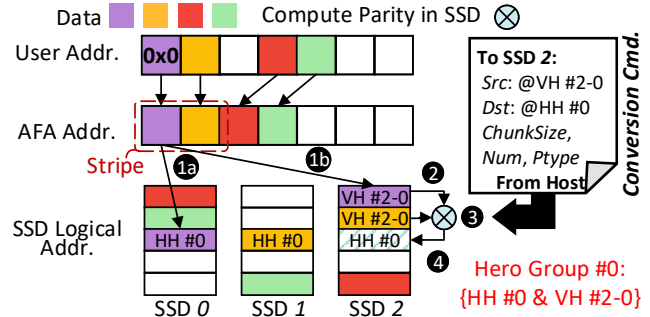 Data
Compute Parity in SSD
User Addr.
0x0
AFA Addr.
Stripe
1a
1b
SSD Logical
Addr.
HH #0
HH #0
VH #2-0
VH #2-0
HH #0
2
3
4
SSD 0
SSD 1
SSD 2
To SSD 2:
Src: @VH #2-0
Dst: @HH #0
ChunkSize,
Num, Ptype
From Host
Conversion Cmd.
Hero Group #0:
{HH #0 & VH #2-0}